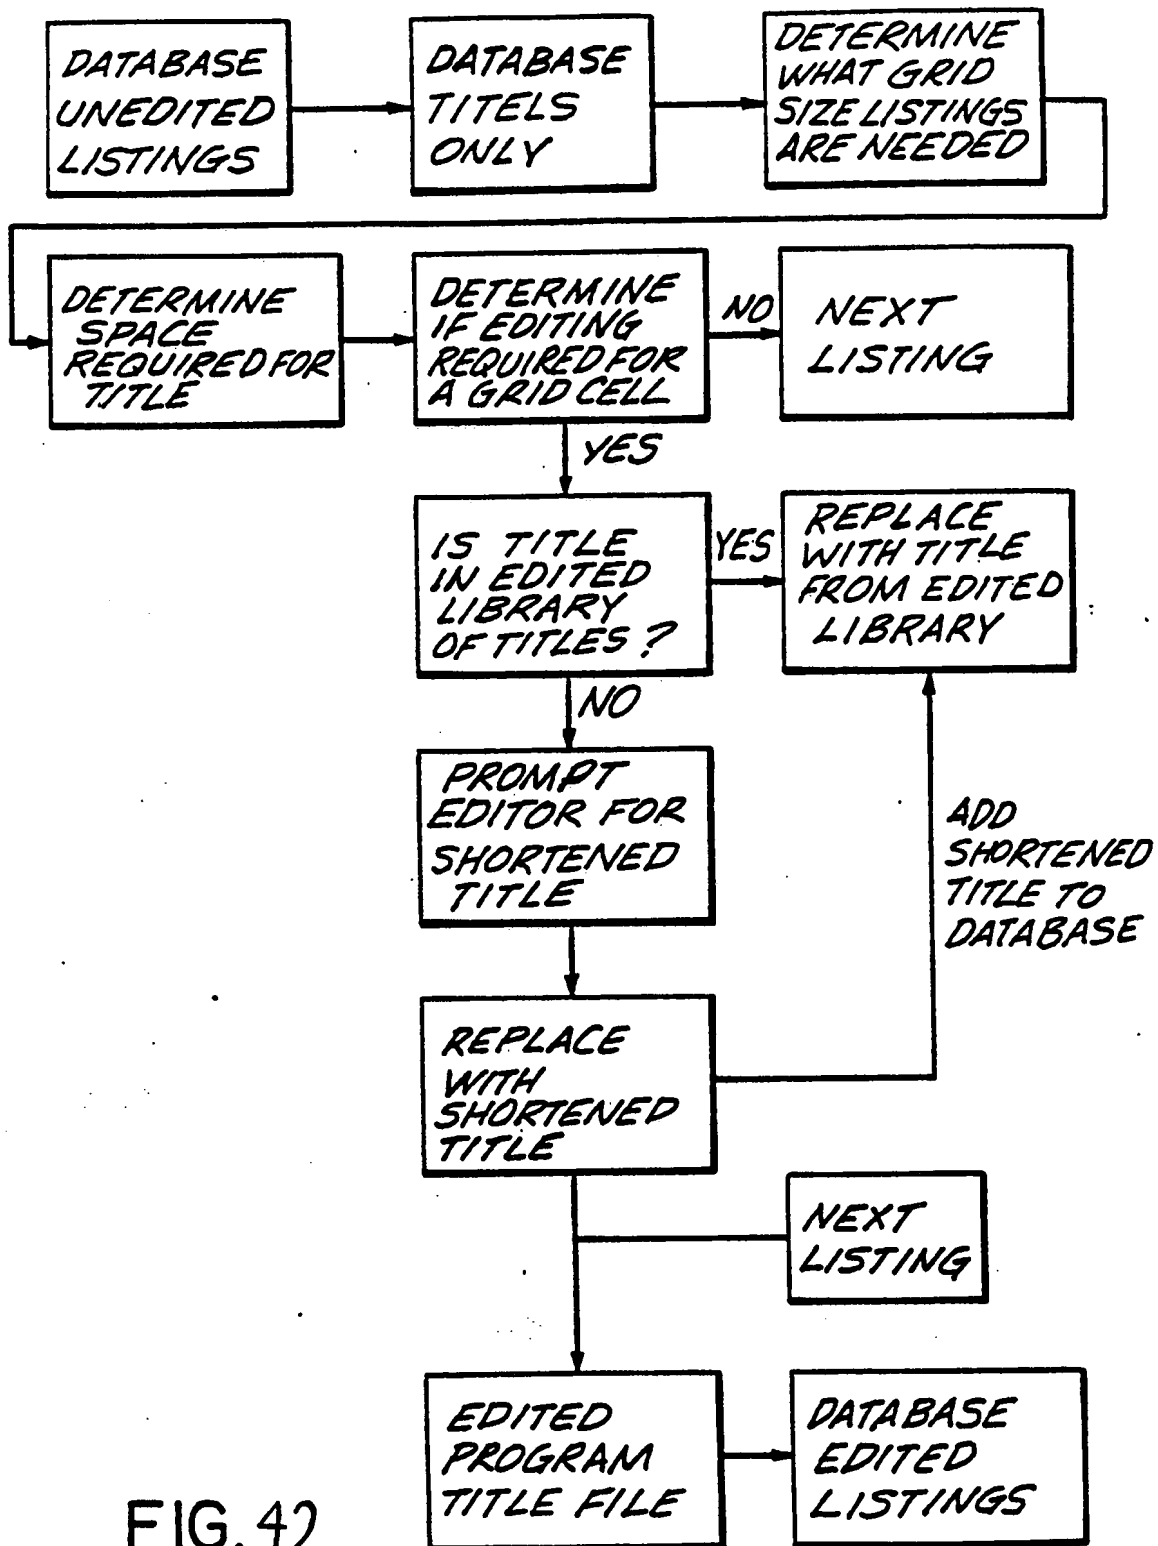 DATABASE
UNEDITED
LISTINGS
DATABASE
TITELS
ONLY
DETERMINE
WHAT GRID
SIZE LISTINGS
ARE NEEDED
DETERMINE
SPACE
REQUIRED FOR
TITLE
DETERMINE
IF EDITING
REQUIRED FOR
A GRID CELL
NO
NEXT
LISTING
YES
IS TITLE
IN EDITED
LIBRARY
OF TITLES?
YES
REPLACE
WITH TITLE
FROM EDITED
LIBRARY
NO
PROMPT
EDITOR FOR
SHORTENED
TITLE
ADD
SHORTENED
TITLE TO
DATABASE
REPLACE
WITH
SHORTENED
TITLE
NEXT
LISTING
EDITED
PROGRAM
TITLE FILE
DATABASE
EDITED
LISTINGS
FIG. 42